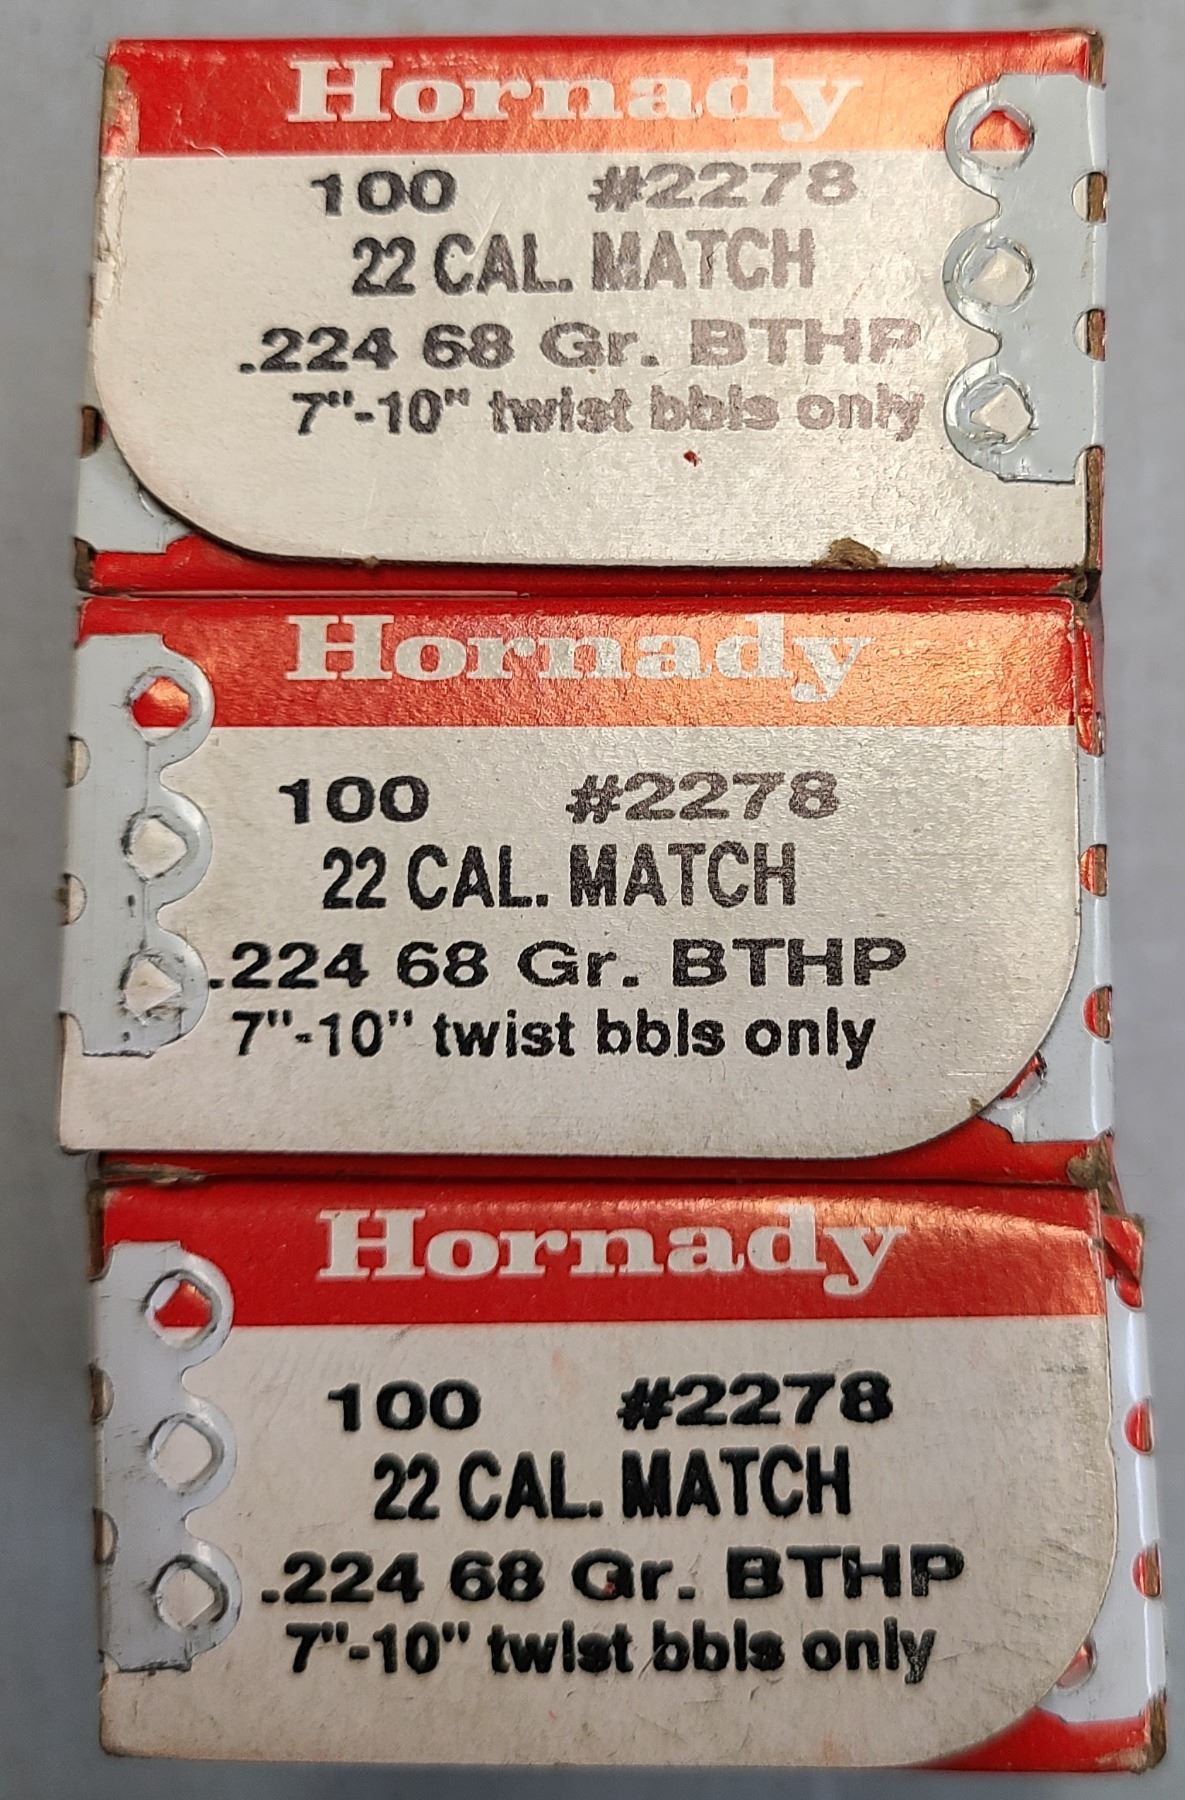 Hornady
100 #2278
22 CAL. MATCH
.224 68 Gr. BTHP
7"-10" twist bbls only
Hornady
100 #2278
22 CAL. MATCH
.224 68 Gr. BTHP
7"-10" twist bbls only
Hornady
100 #2278
22 CAL. MATCH
.224 68 Gr. BTHP
7"-10" twist bbls only